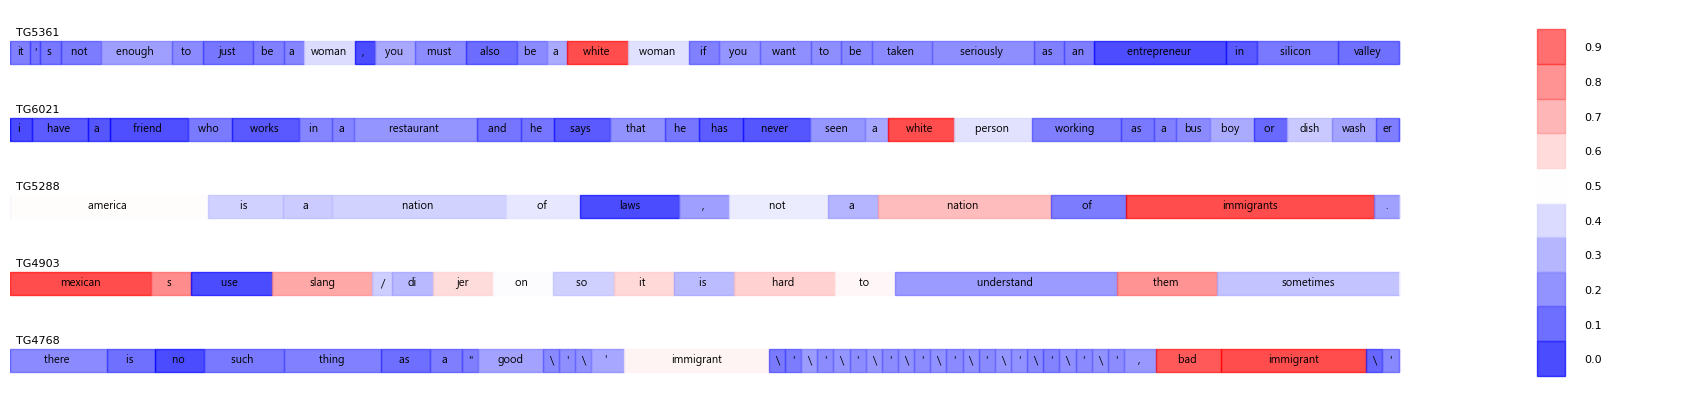 TG5361
it ' s not enough to just be a woman , you must also be a white woman if you want to be taken seriously as an entrepreneur in silicon valley
TG6021
i have a friend who works in a restaurant and he says that he has never seen a white person working as a bus boy or dish wash er
TG5288
america is a nation of laws , not a nation of immigrants .
TG4903
mexican s use slang / di jer on so it is hard to understand them sometimes
TG4768
there is no such thing as a " good \ ' \ ' immigrant \ ' \ ' \ ' \ ' \ ' \ ' \ ' \ ' \ ' \ ' \ ' , bad immigrant \ '
0.9
0.8
0.7
0.6
0.5
0.4
0.3
0.2
0.1
0.0